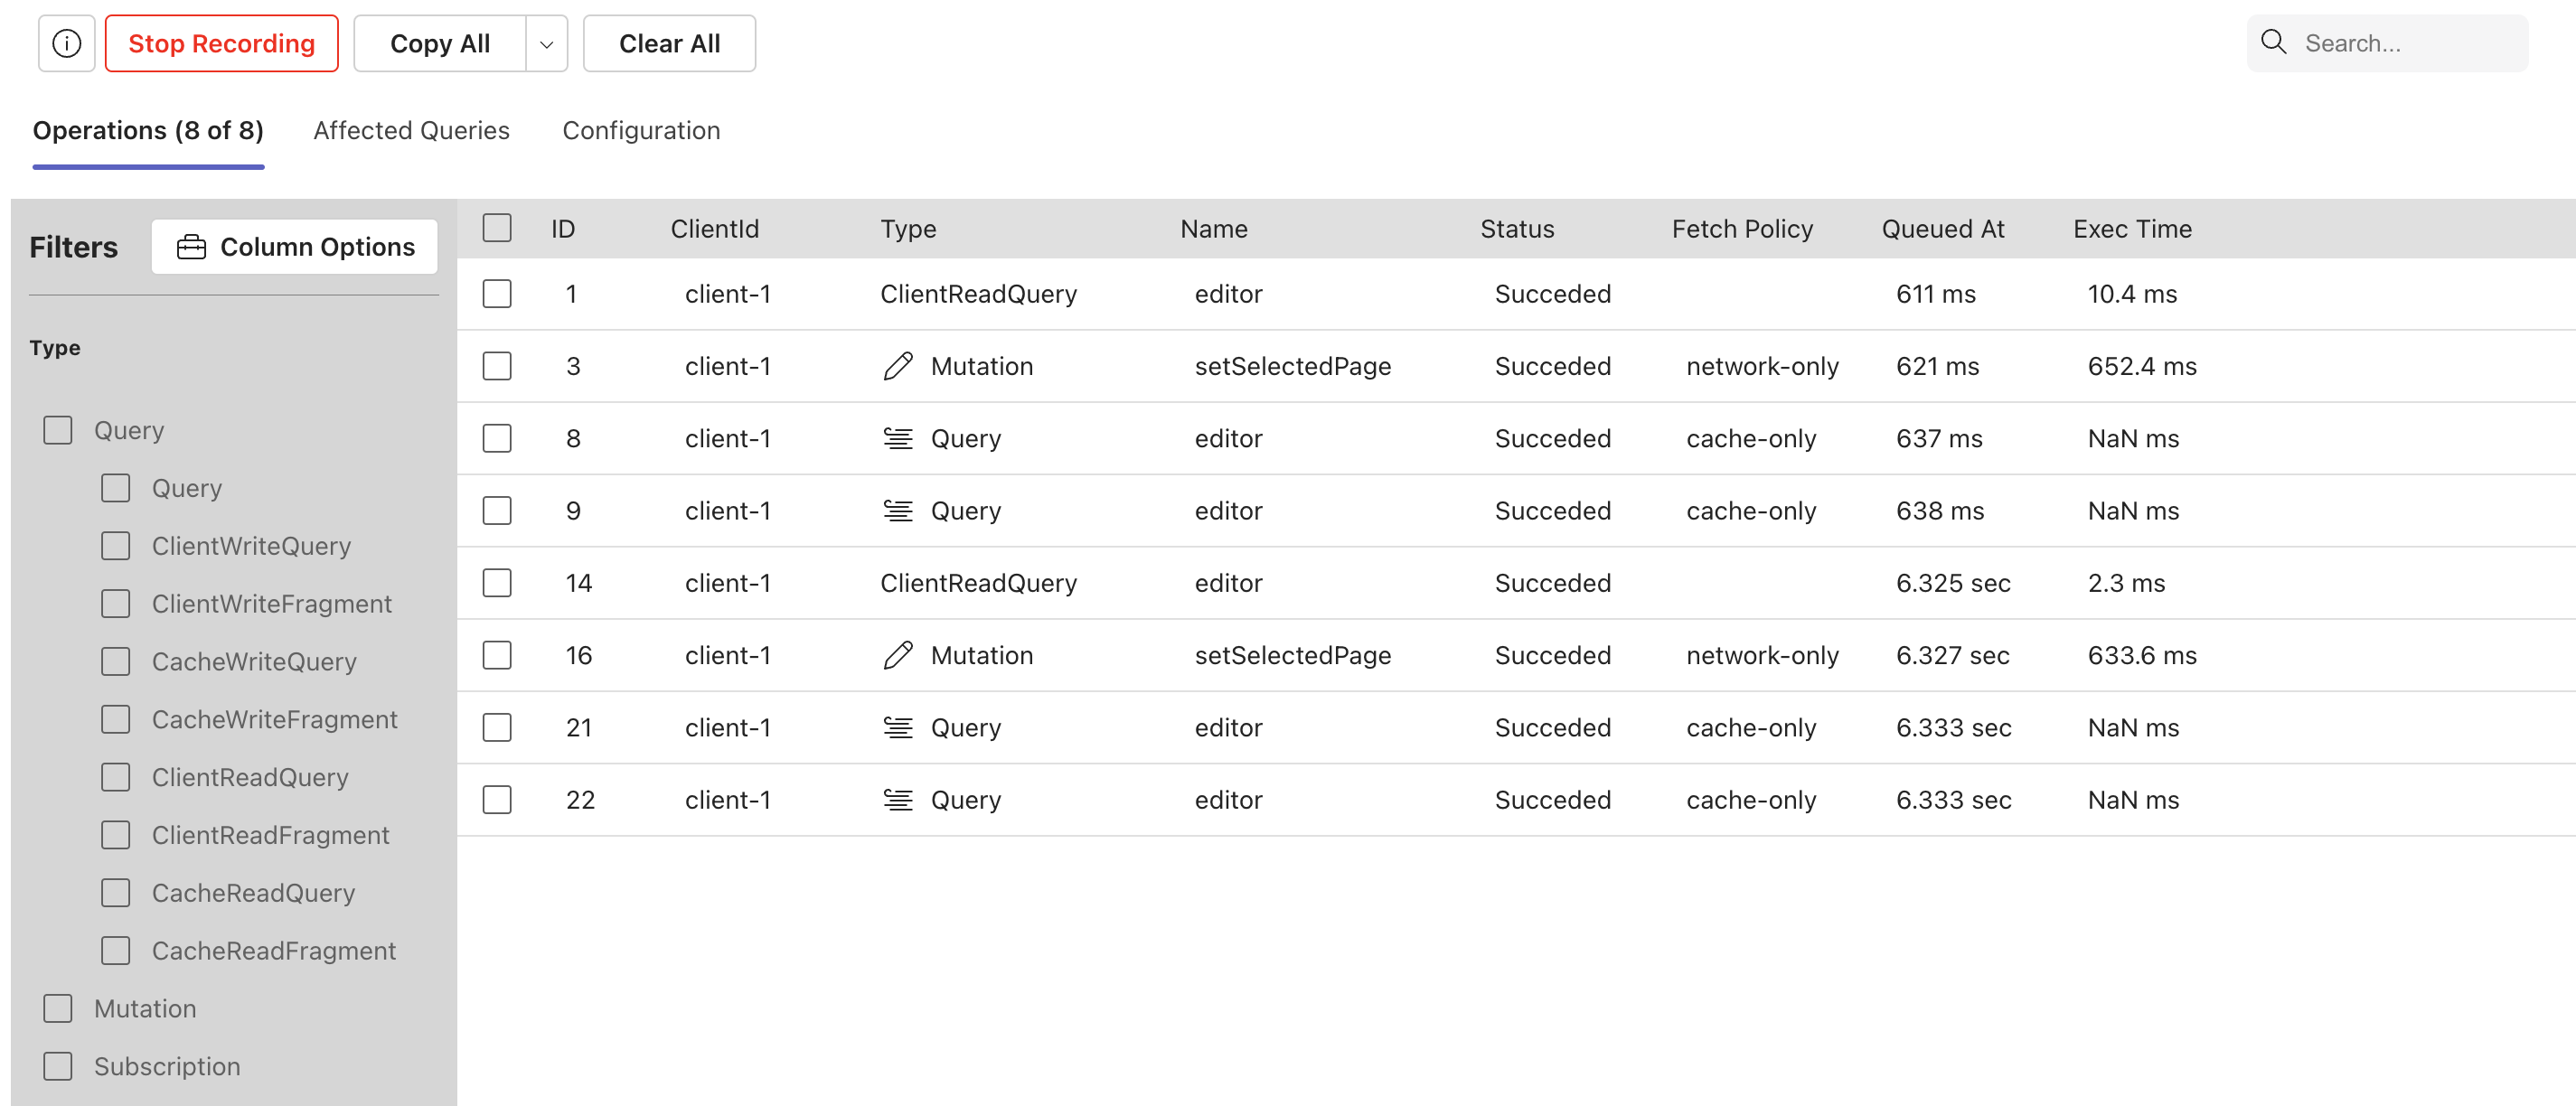 Stop Recording Copy All Clear All Search...
Operations (8 of 8) Affected Queries Configuration
Filters Column Options
Type
Query
Query
ClientWriteQuery
ClientWriteFragment
CacheWriteQuery
CacheWriteFragment
ClientReadQuery
ClientReadFragment
CacheReadQuery
CacheReadFragment
Mutation
Subscription
ID ClientId Type Name Status Fetch Policy Queued At Exec Time
1 client-1 ClientReadQuery editor Succeded 611 ms 10.4 ms
3 client-1 Mutation setSelectedPage Succeded network-only 621 ms 652.4 ms
8 client-1 Query editor Succeded cache-only 637 ms NaN ms
9 client-1 Query editor Succeded cache-only 638 ms NaN ms
14 client-1 ClientReadQuery editor Succeded 6.325 sec 2.3 ms
16 client-1 Mutation setSelectedPage Succeded network-only 6.327 sec 633.6 ms
21 client-1 Query editor Succeded cache-only 6.333 sec NaN ms
22 client-1 Query editor Succeded cache-only 6.333 sec NaN ms